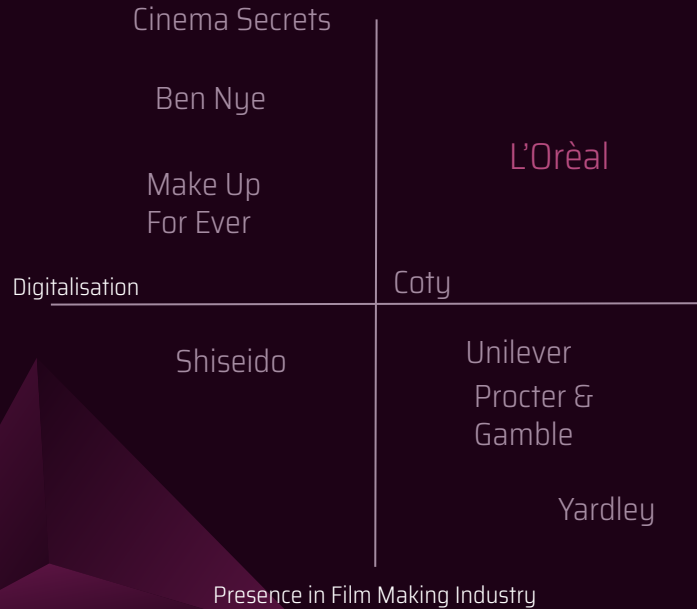 Cinema Secrets
Ben Nye
L'Orèal
Make Up
For Ever
Digitalisation
Coty
Shiseido
Unilever
Procter &
Gamble
Yardley
Presence in Film Making Industry